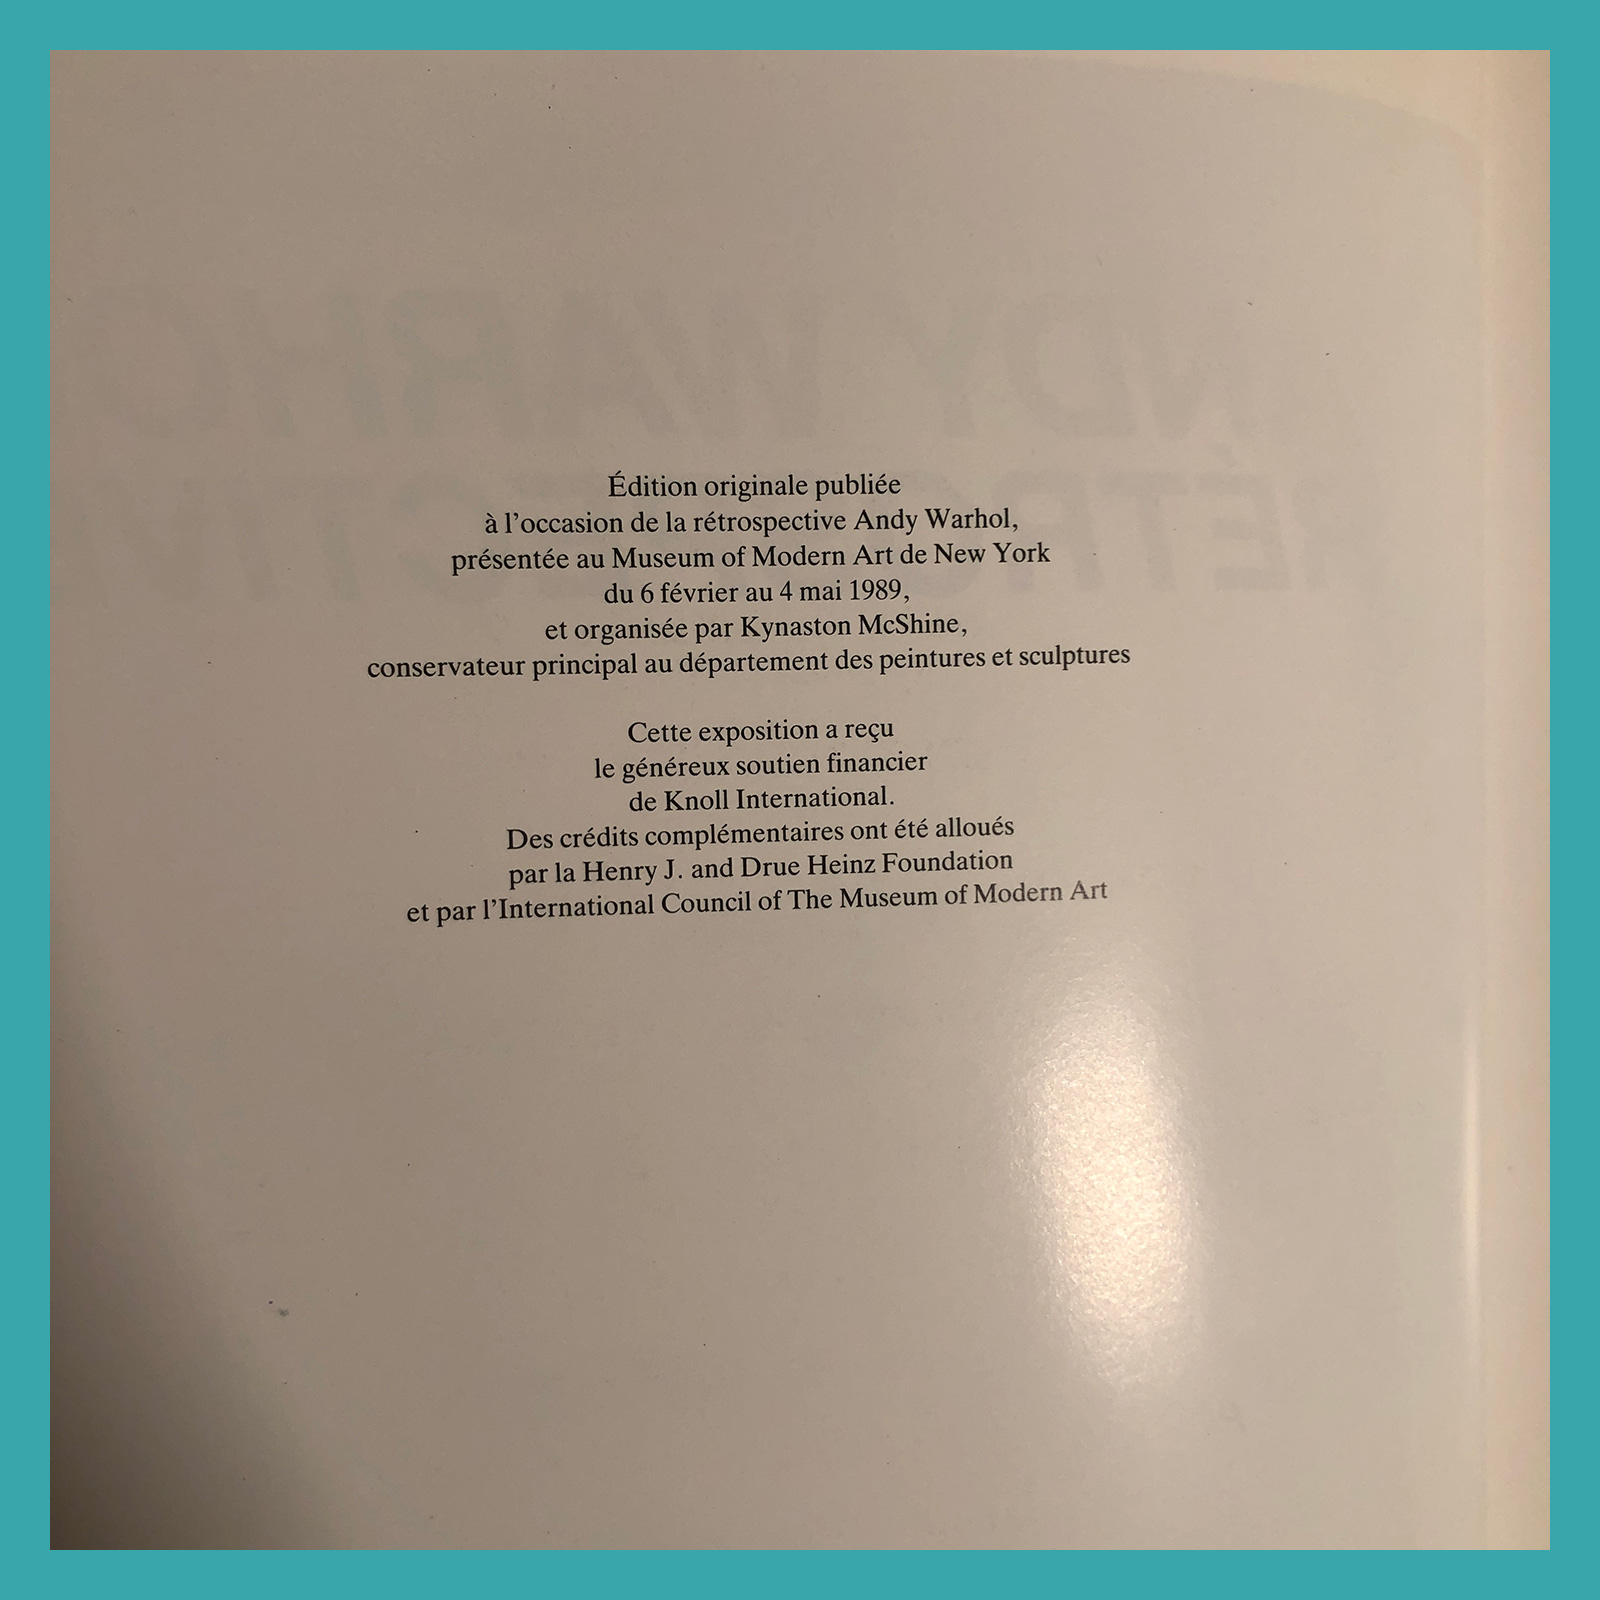 Édition originale publiée
à l'occasion de la rétrospective Andy Warhol,
présentée au Museum of Modern Art de New York
du 6 février au 4 mai 1989,
et organisée par Kynaston McShine,
conservateur principal au département des peintures et sculptures
Cette exposition a reçu
le généreux soutien financier
de Knoll International.
Des crédits complémentaires ont été alloués
par la Henry J. and Drue Heinz Foundation
et par l'International Council of The Museum of Modern Art